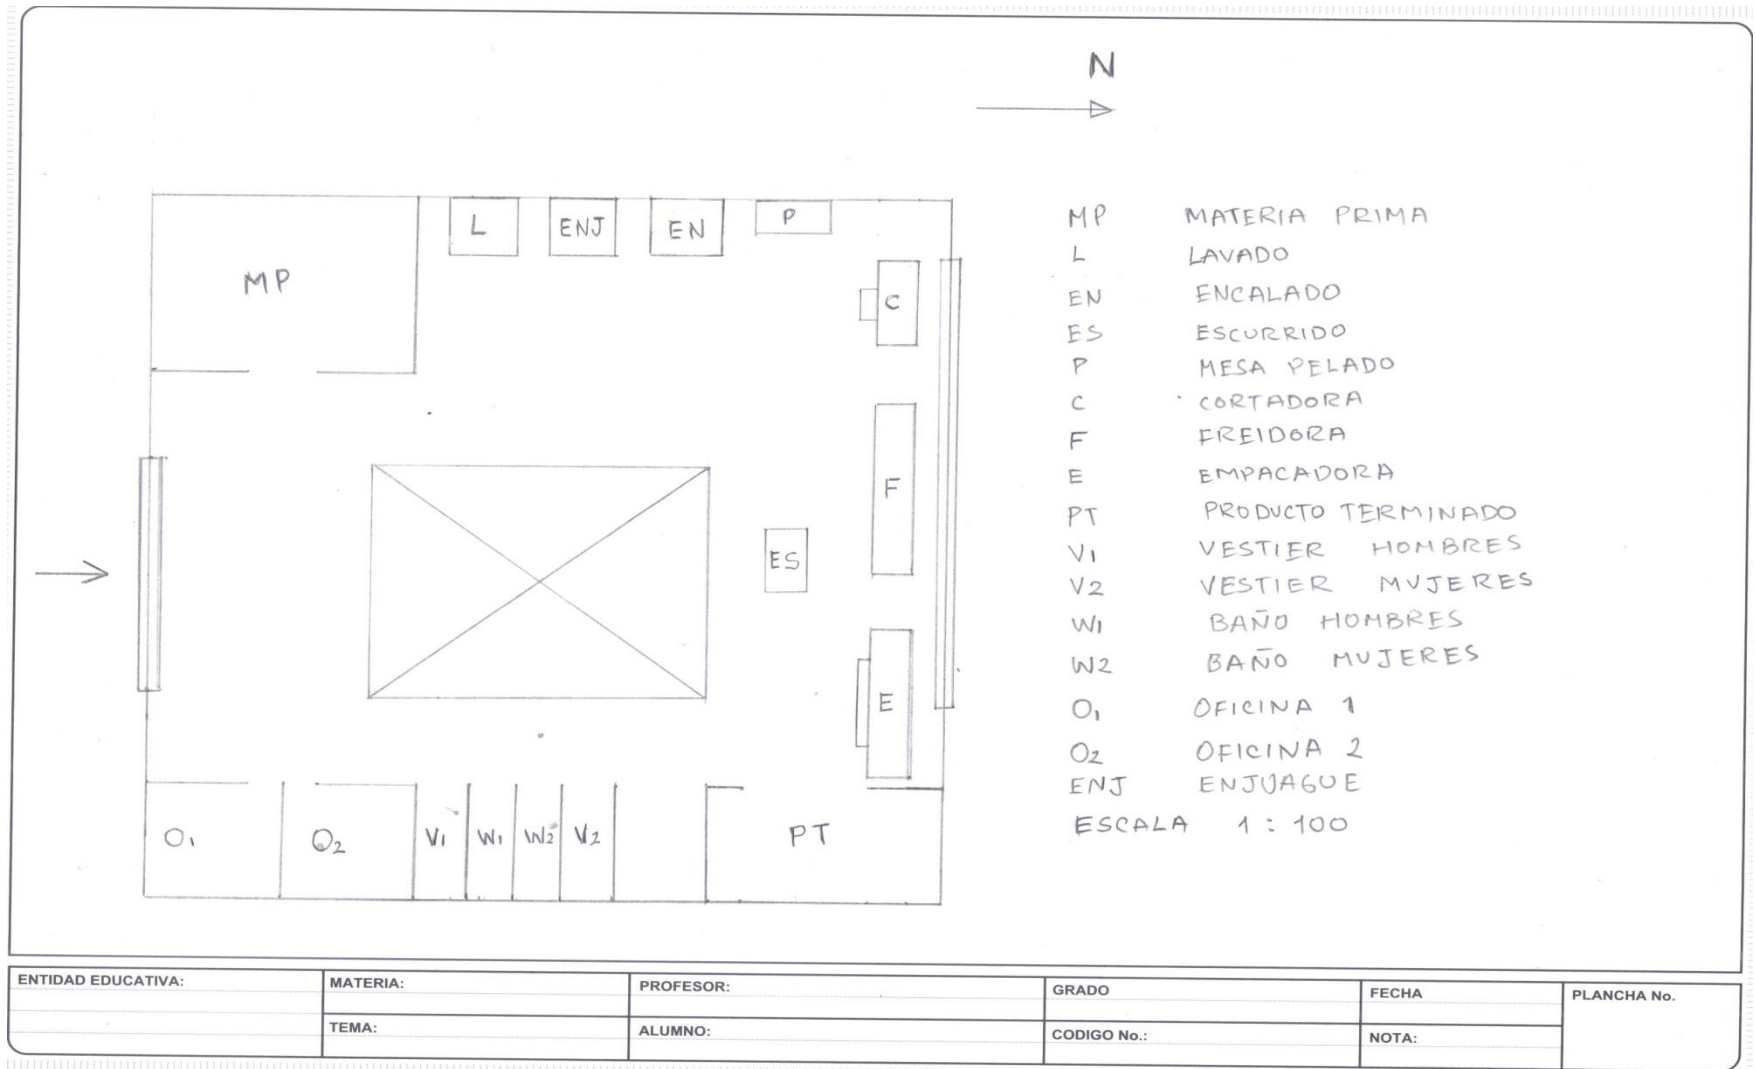 N
MP MATERIA PRIMA
L LAVADO
EN ENCALADO
ES ESCURRIDO
P MESA PELADO
C CORTADORA
F FREIDORA
E EMPACADORA
PT PRODUCTO TERMINADO
V1 VESTIER HOMBRES
V2 VESTIER MUJERES
W1 BAÑO HOMBRES
W2 BAÑO MUJERES
O1 OFICINA 1
O2 OFICINA 2
ENJ ENJUAGUE
ESCALA 1 : 100
MP
L
ENJ
EN
P
C
F
ES
E
O1
O2
V1
W1
W2
V2
PT
ENTIDAD EDUCATIVA:
MATERIA:
PROFESOR:
GRADO
FECHA
PLANCHA No.
TEMA:
ALUMNO:
CODIGO No.:
NOTA: